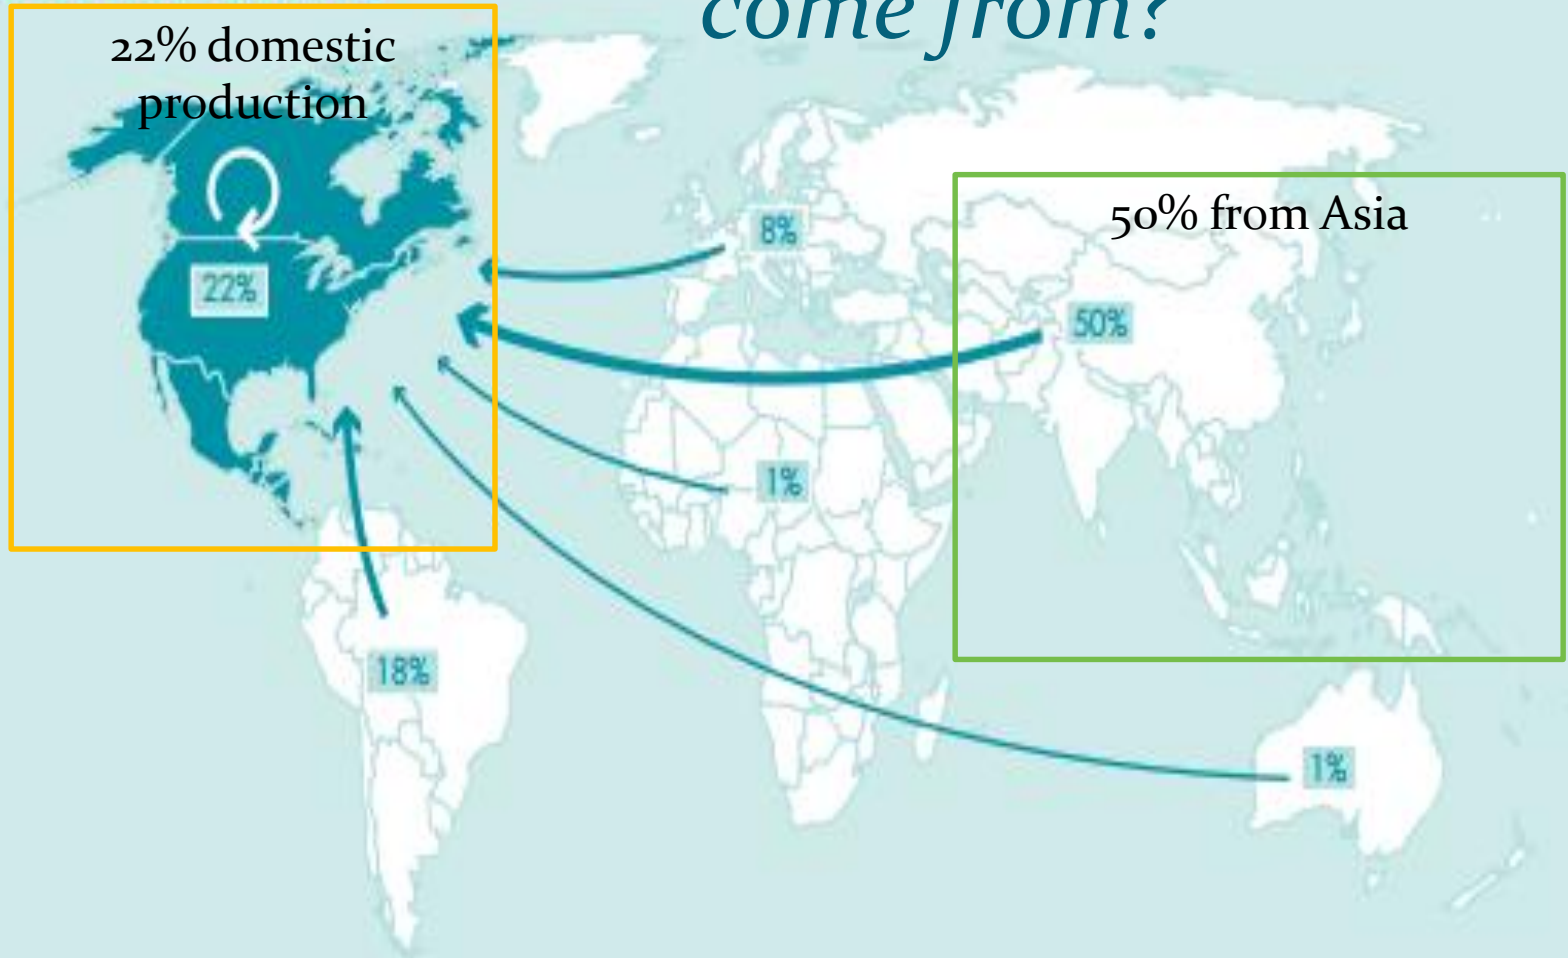 come from?
22% domestic
production
50% from Asia
8%
22%
50%
1%
18%
1%